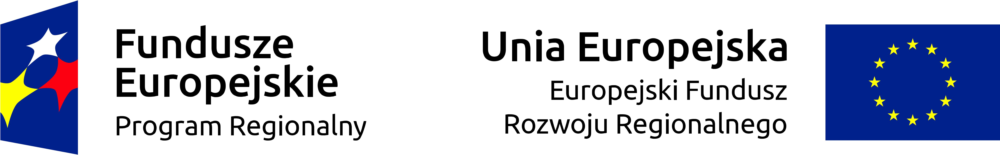 Fundusze
Europejskie
Program Regionalny
Unia Europejska
Europejski Fundusz
Rozwoju Regionalnego